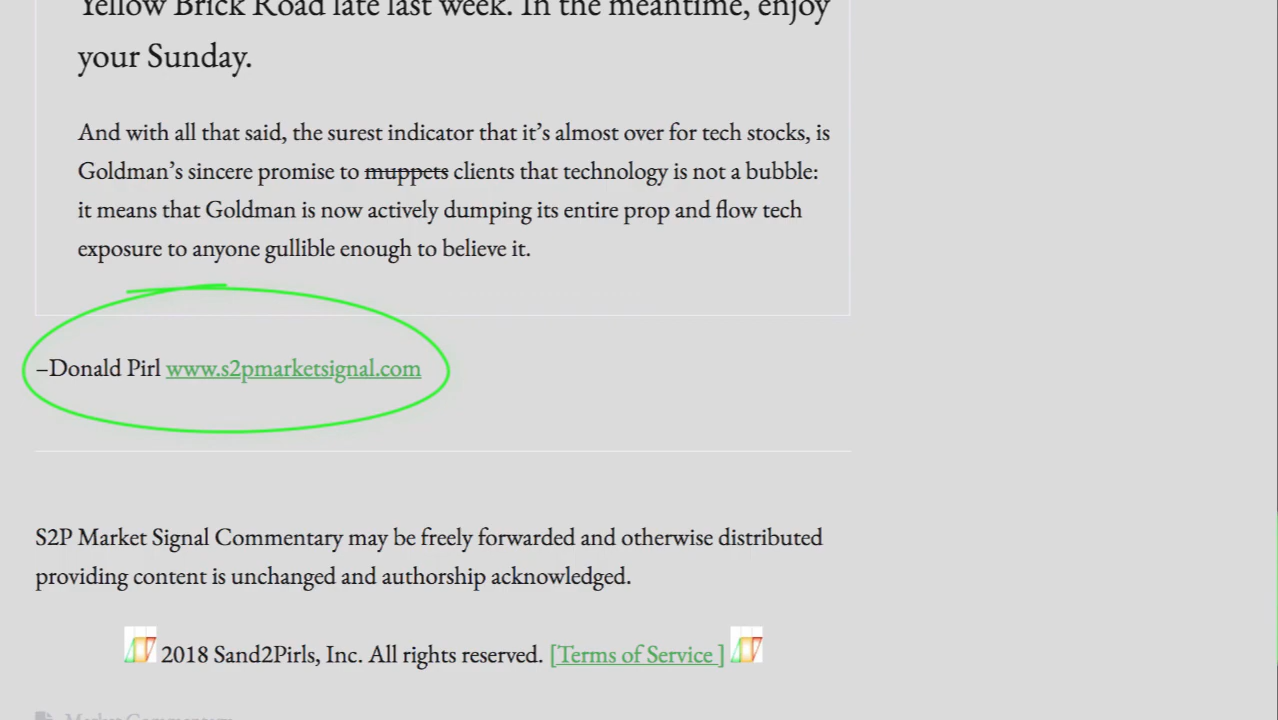 Yellow Brick Road late last week. In the meantime, enjoy
your Sunday.
And with all that said, the surest indicator that it’s almost over for tech stocks, is
Goldman’s sincere promise to muppets clients that technology is not a bubble:
it means that Goldman is now actively dumping its entire prop and flow tech
exposure to anyone gullible enough to believe it.
–Donald Pirl www.s2pmarketsignal.com
S2P Market Signal Commentary may be freely forwarded and otherwise distributed
providing content is unchanged and authorship acknowledged.
2018 Sand2Pirls, Inc. All rights reserved. [Terms of Service ]
Market Commentary